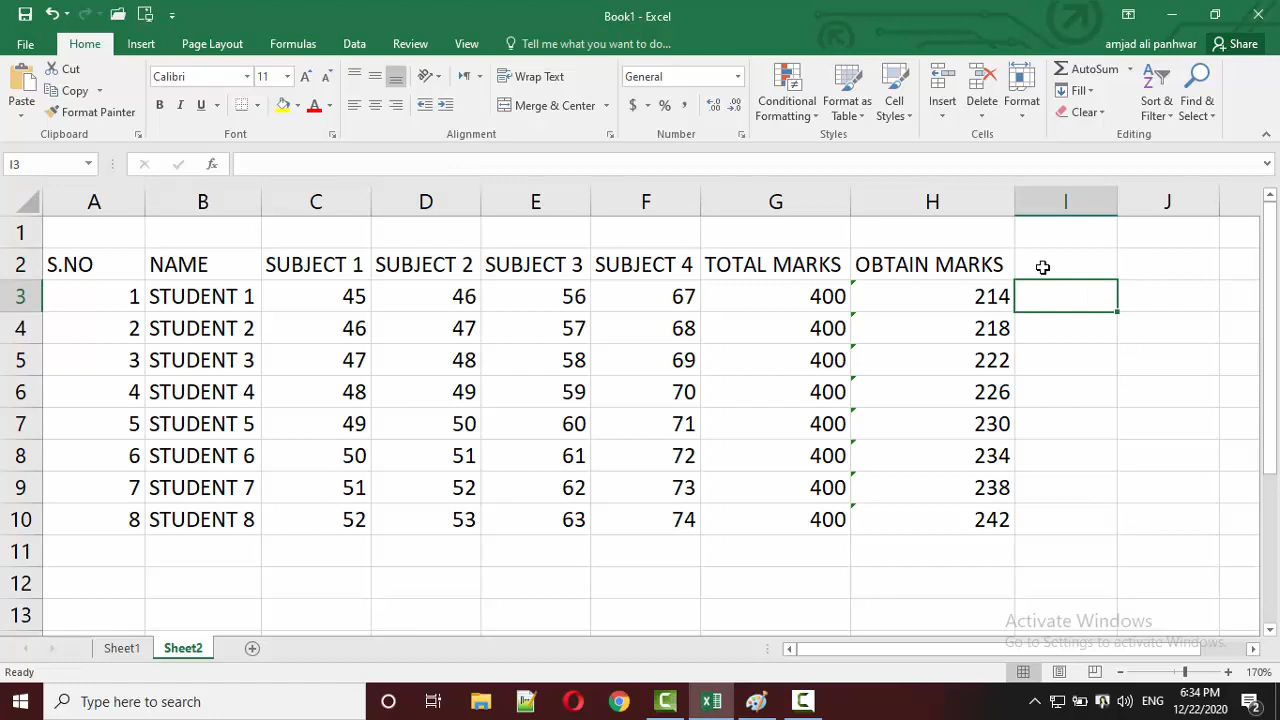 Book1 - Excel
File Home Insert Page Layout Formulas Data Review View Tell me what you want to do... amjad ali panhwar Share
Paste Cut Copy Format Painter Clipboard
Calibri 11 A A B I U A Font
Wrap Text Merge & Center Alignment
General $ % , Number
Conditional Formatting Format as Table Cell Styles Styles
Insert Delete Format Cells
AutoSum Fill Clear Sort & Filter Find & Select Editing
I3 fx
A B C D E F G H I J
1
2 S.NO NAME SUBJECT 1 SUBJECT 2 SUBJECT 3 SUBJECT 4 TOTAL MARKS OBTAIN MARKS
3 1 STUDENT 1 45 46 56 67 400 214
4 2 STUDENT 2 46 47 57 68 400 218
5 3 STUDENT 3 47 48 58 69 400 222
6 4 STUDENT 4 48 49 59 70 400 226
7 5 STUDENT 5 49 50 60 71 400 230
8 6 STUDENT 6 50 51 61 72 400 234
9 7 STUDENT 7 51 52 62 73 400 238
10 8 STUDENT 8 52 53 63 74 400 242
11
12
13
Activate Windows
Go to Settings to activate Windows.
Sheet1 Sheet2
Ready 170%
Type here to search ENG 6:34 PM 12/22/2020 2